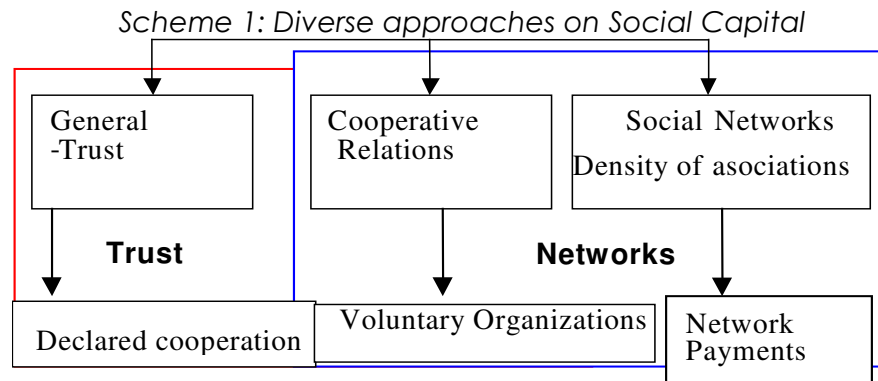 Scheme 1: Diverse approaches on Social Capital
General
-Trust
Cooperative
Relations
Social Networks
Density of asociations
Trust
Networks
Declared cooperation
Voluntary Organizations
Network
Payments